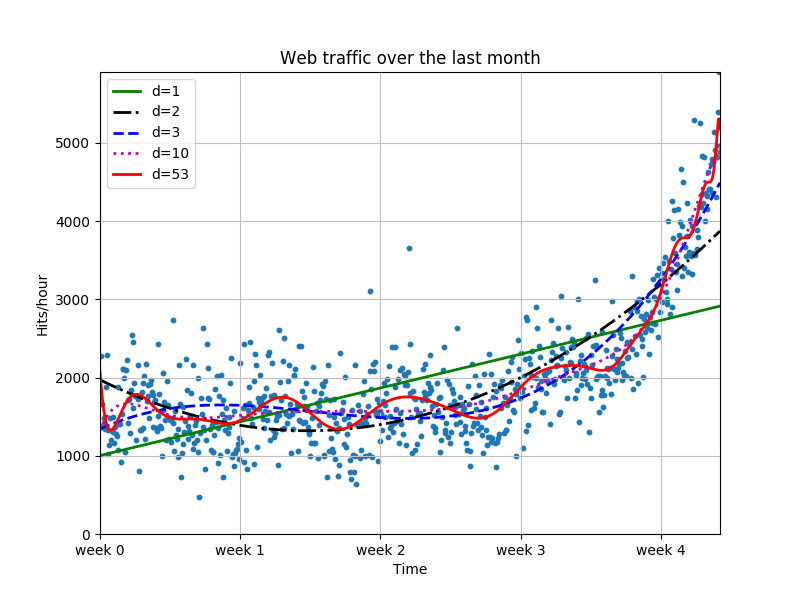 Web traffic over the last month
d=1
d=2
d=3
d=10
d=53
5000
4000
3000
2000
1000
0
Hits/hour
week 0 week 1 week 2 week 3 week 4
Time